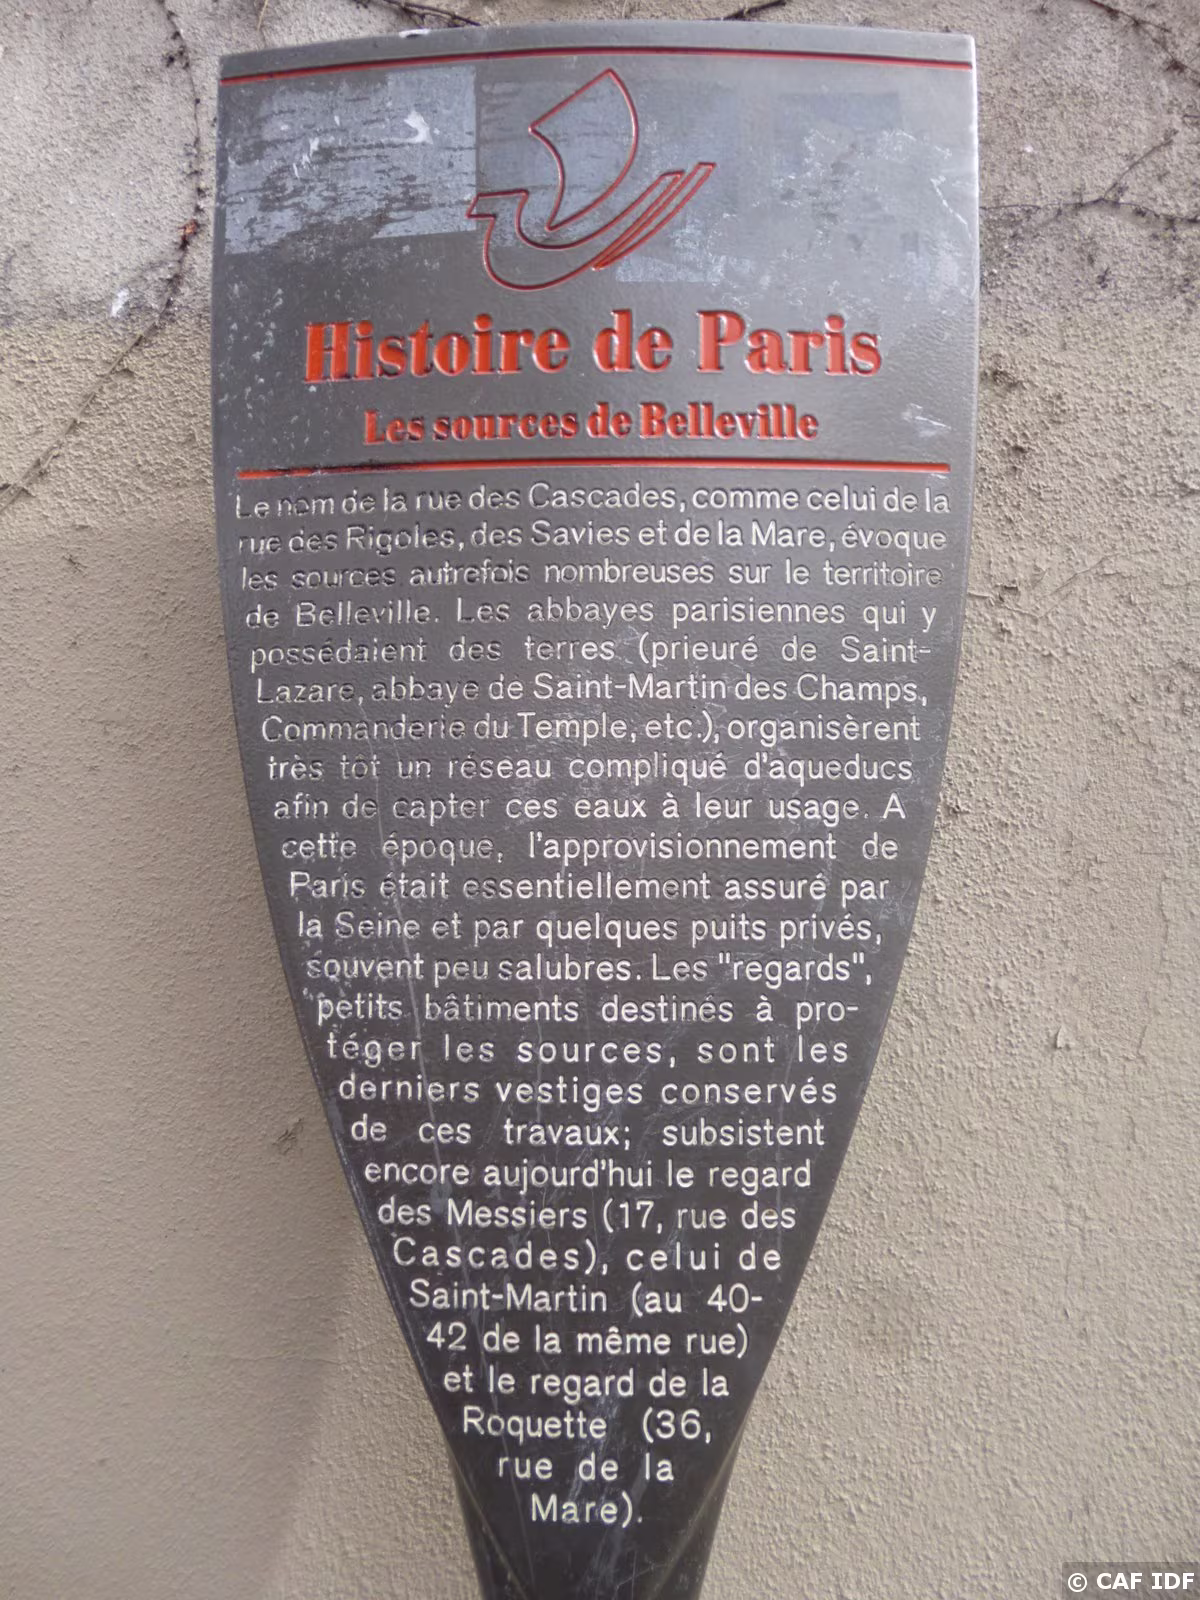 Histoire de Paris
Les sources de Belleville
Le nom de la rue des Cascades, comme celui de la
rue des Rigoles, des Savies et de la Mare, évoque
les sources autrefois nombreuses sur le territoire
de Belleville. Les abbayes parisiennes qui y
possédaient des terres (prieuré de Saint-
Lazare, abbaye de Saint-Martin des Champs,
Commanderie du Temple, etc.), organisèrent
très tôt un réseau compliqué d'aqueducs
afin de capter ces eaux à leur usage. A
cette époque, l'approvisionnement de
Paris était essentiellement assuré par
la Seine et par quelques puits privés,
souvent peu salubres. Les "regards",
petits bâtiments destinés à pro-
téger les sources, sont les
derniers vestiges conservés
de ces travaux; subsistent
encore aujourd'hui le regard
des Messiers (17, rue des
Cascades), celui de
Saint-Martin (au 40-
42 de la même rue)
et le regard de la
Roquette (36,
rue de la
Mare).
© CAF IDF